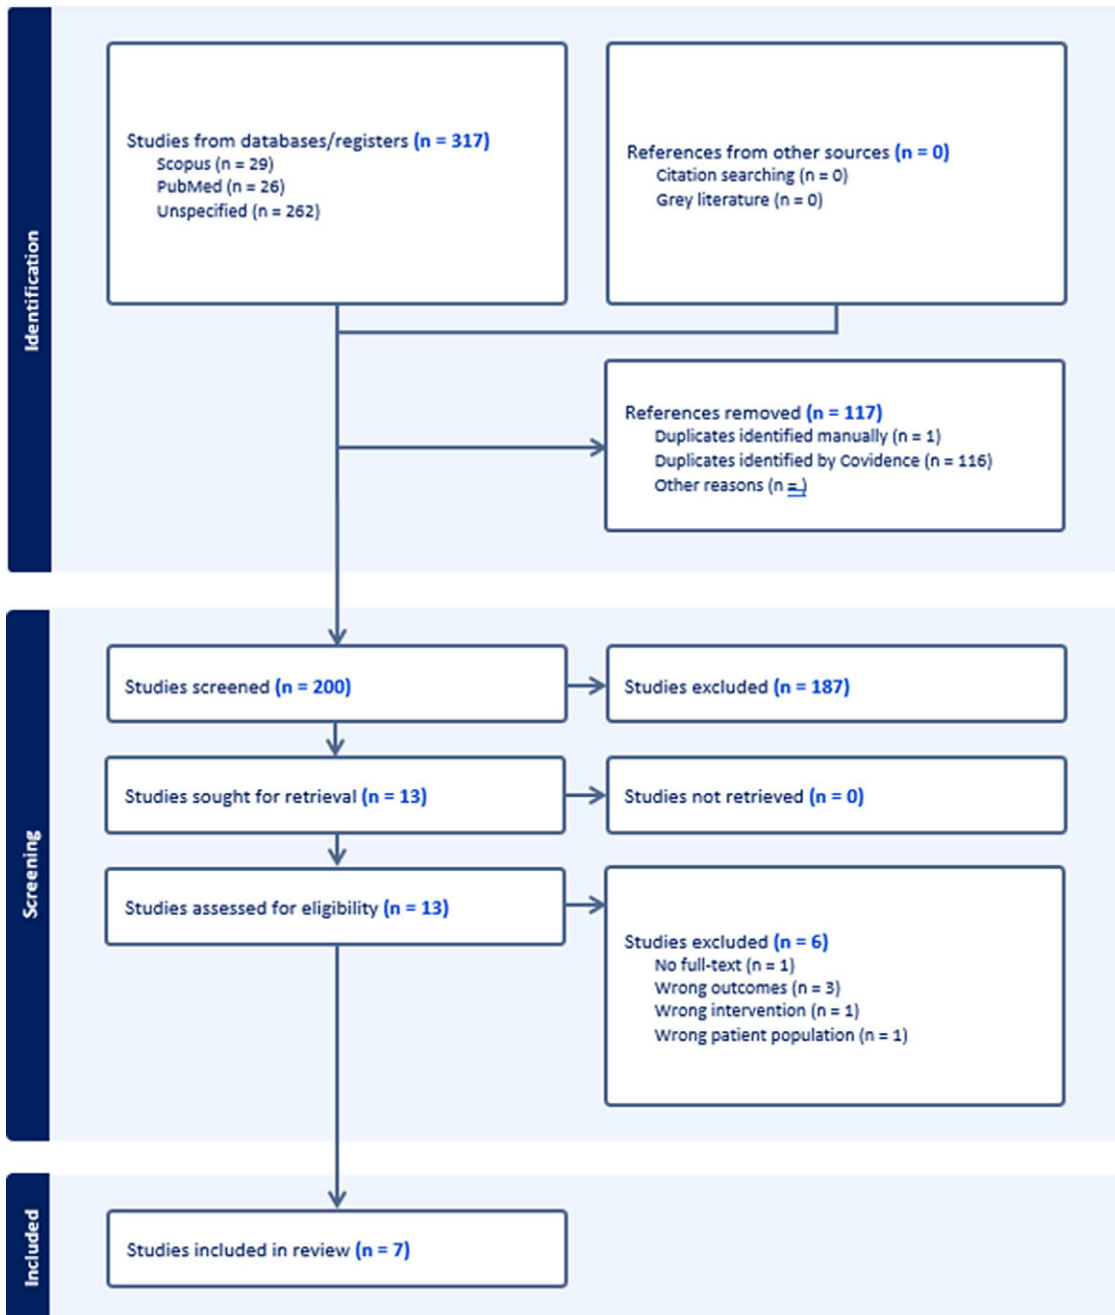 Identification
Studies from databases/registers (n = 317)
Scopus (n = 29)
PubMed (n = 26)
Unspecified (n = 262)
References from other sources (n = 0)
Citation searching (n = 0)
Grey literature (n = 0)
References removed (n = 117)
Duplicates identified manually (n = 1)
Duplicates identified by Covidence (n = 116)
Other reasons (n = )
Screening
Studies screened (n = 200)
Studies excluded (n = 187)
Studies sought for retrieval (n = 13)
Studies not retrieved (n = 0)
Studies assessed for eligibility (n = 13)
Studies excluded (n = 6)
No full-text (n = 1)
Wrong outcomes (n = 3)
Wrong intervention (n = 1)
Wrong patient population (n = 1)
Included
Studies included in review (n = 7)